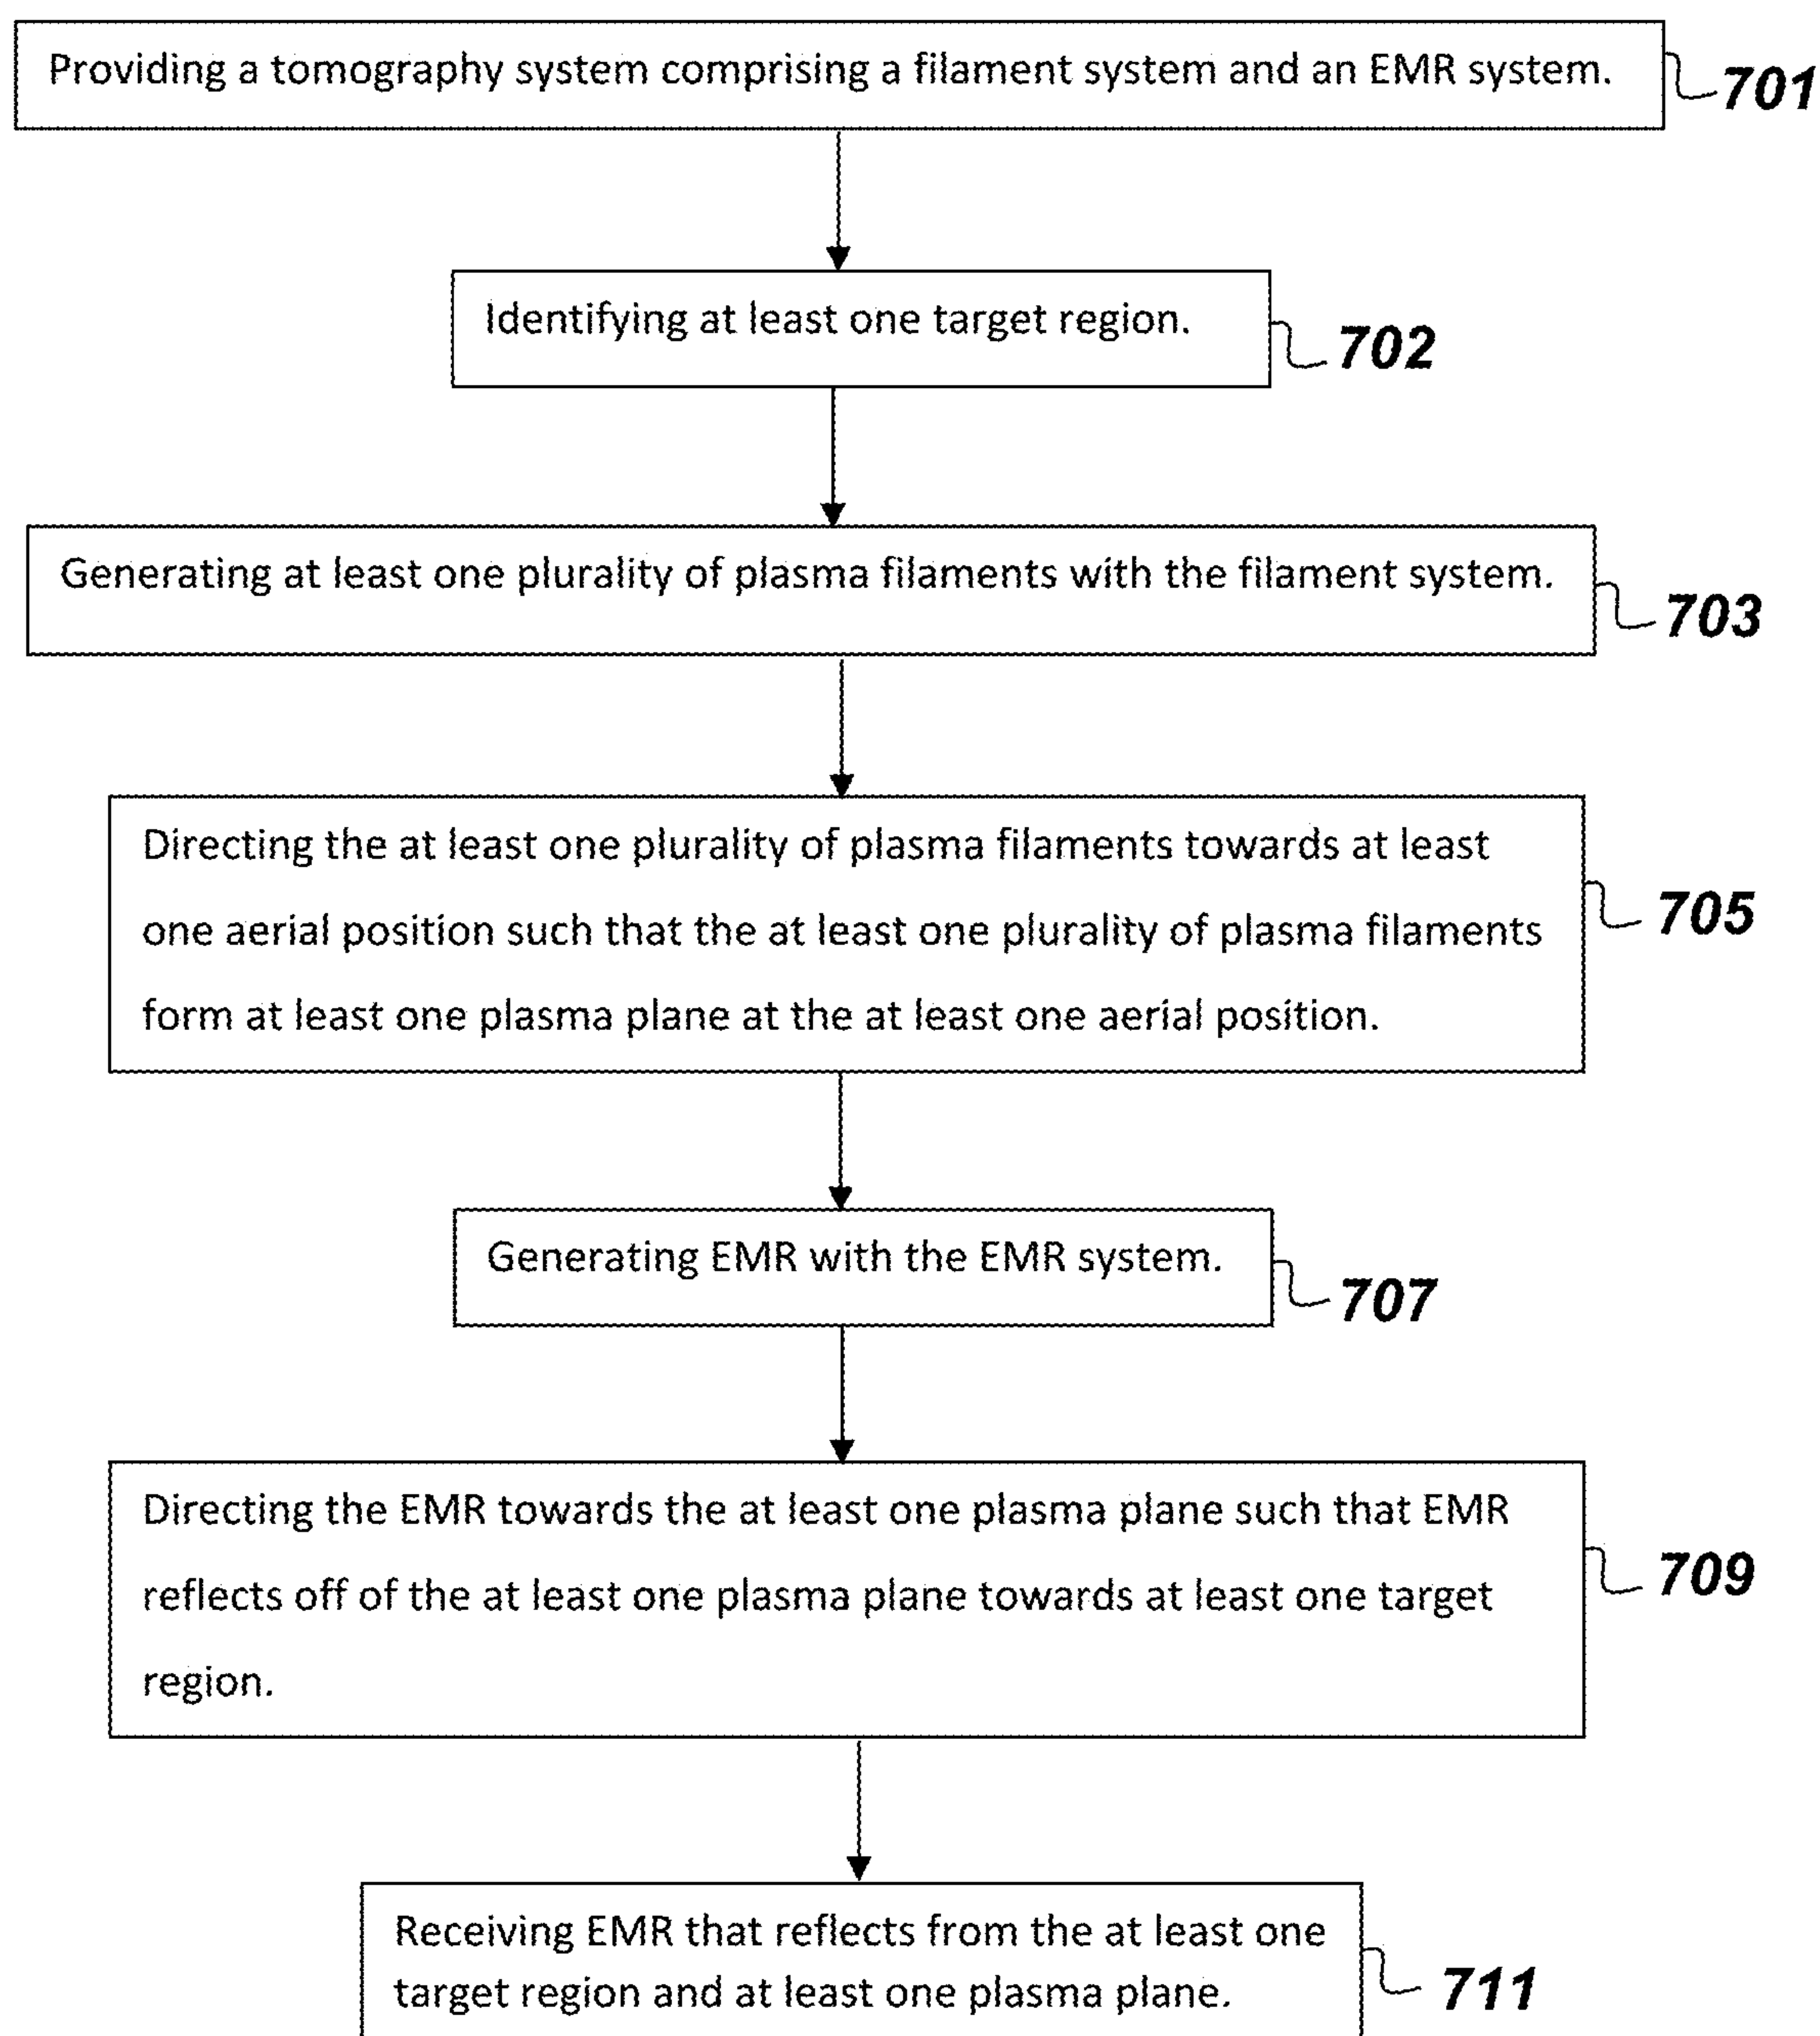 Providing a tomography system comprising a filament system and an EMR system.
701
Identifying at least one target region.
702
Generating at least one plurality of plasma filaments with the filament system.
703
Directing the at least one plurality of plasma filaments towards at least
one aerial position such that the at least one plurality of plasma filaments
form at least one plasma plane at the at least one aerial position.
705
Generating EMR with the EMR system.
707
Directing the EMR towards the at least one plasma plane such that EMR
reflects off of the at least one plasma plane towards at least one target
region.
709
Receiving EMR that reflects from the at least one
target region and at least one plasma plane.
711